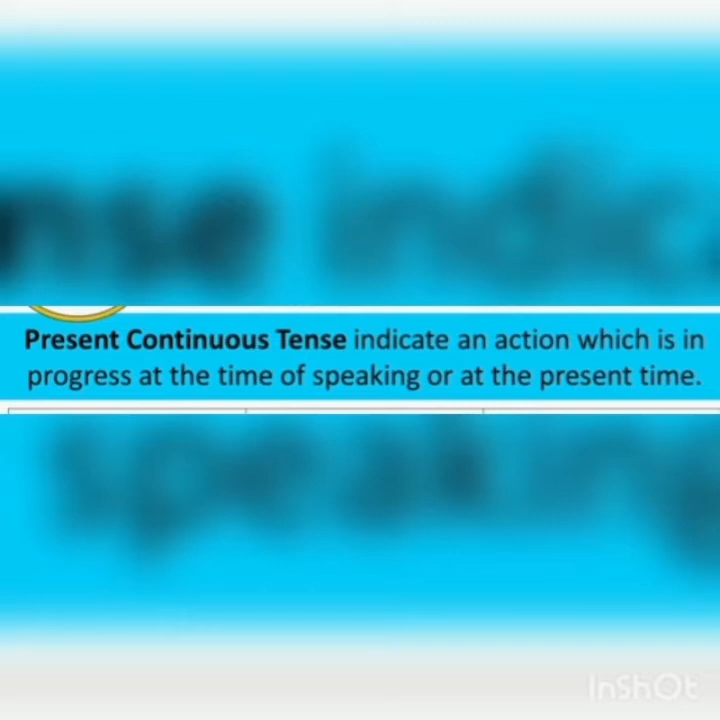 Present Continuous Tense indicate an action which is in
progress at the time of speaking or at the present time.
InShOt